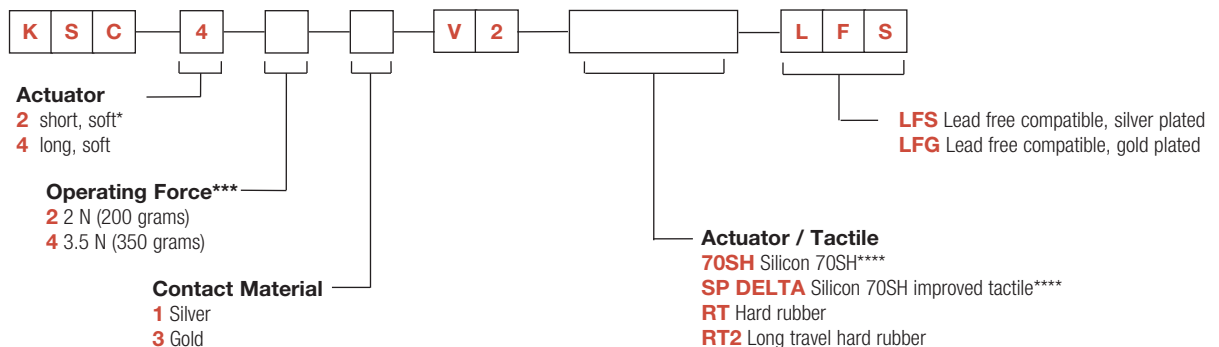 K S C 4 V 2 L F S
Actuator
2 short, soft*
4 long, soft
LFS Lead free compatible, silver plated
LFG Lead free compatible, gold plated
Operating Force***
2 2 N (200 grams)
4 3.5 N (350 grams)
Actuator / Tactile
70SH Silicon 70SH****
SP DELTA Silicon 70SH improved tactile****
RT Hard rubber
RT2 Long travel hard rubber
Contact Material
1 Silver
3 Gold